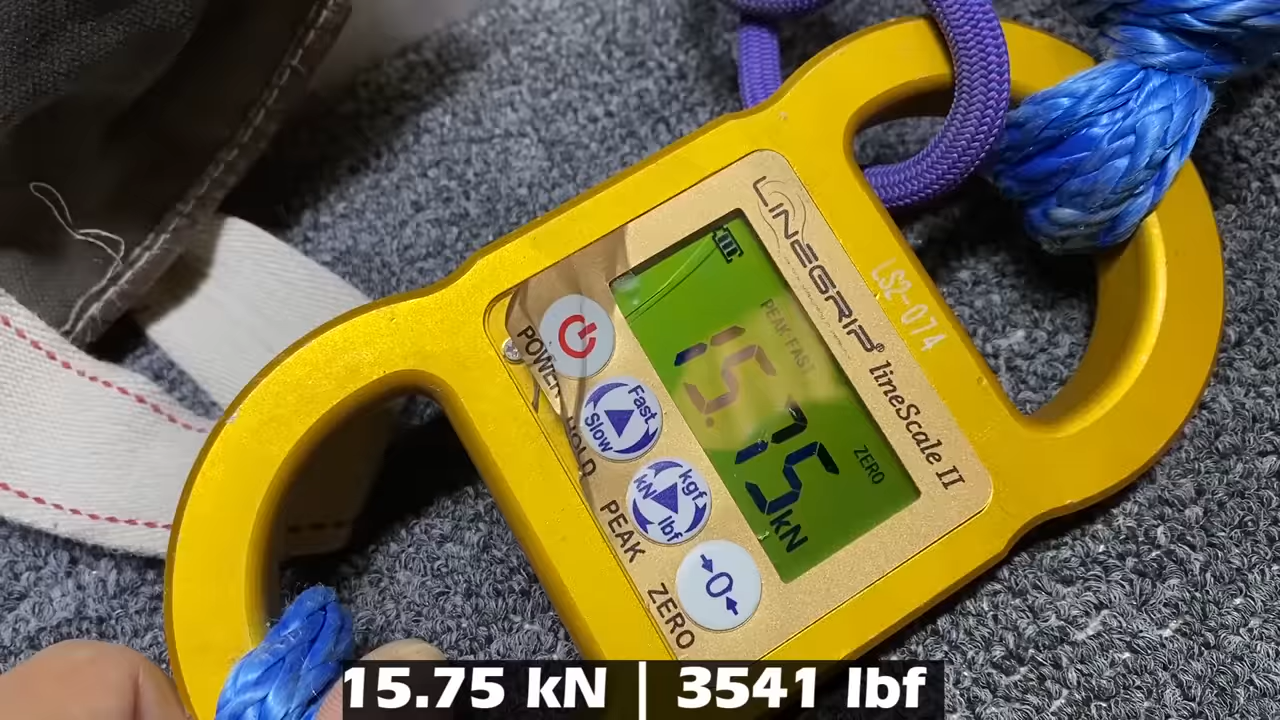 LINEGRIP® lineScale II
LS2-074
PEAK FAST
15.75 kN
ZERO
POWER
Fast
Slow
HOLD
kN
kgf
lbf
PEAK
0
ZERO
15.75 kN | 3541 lbf